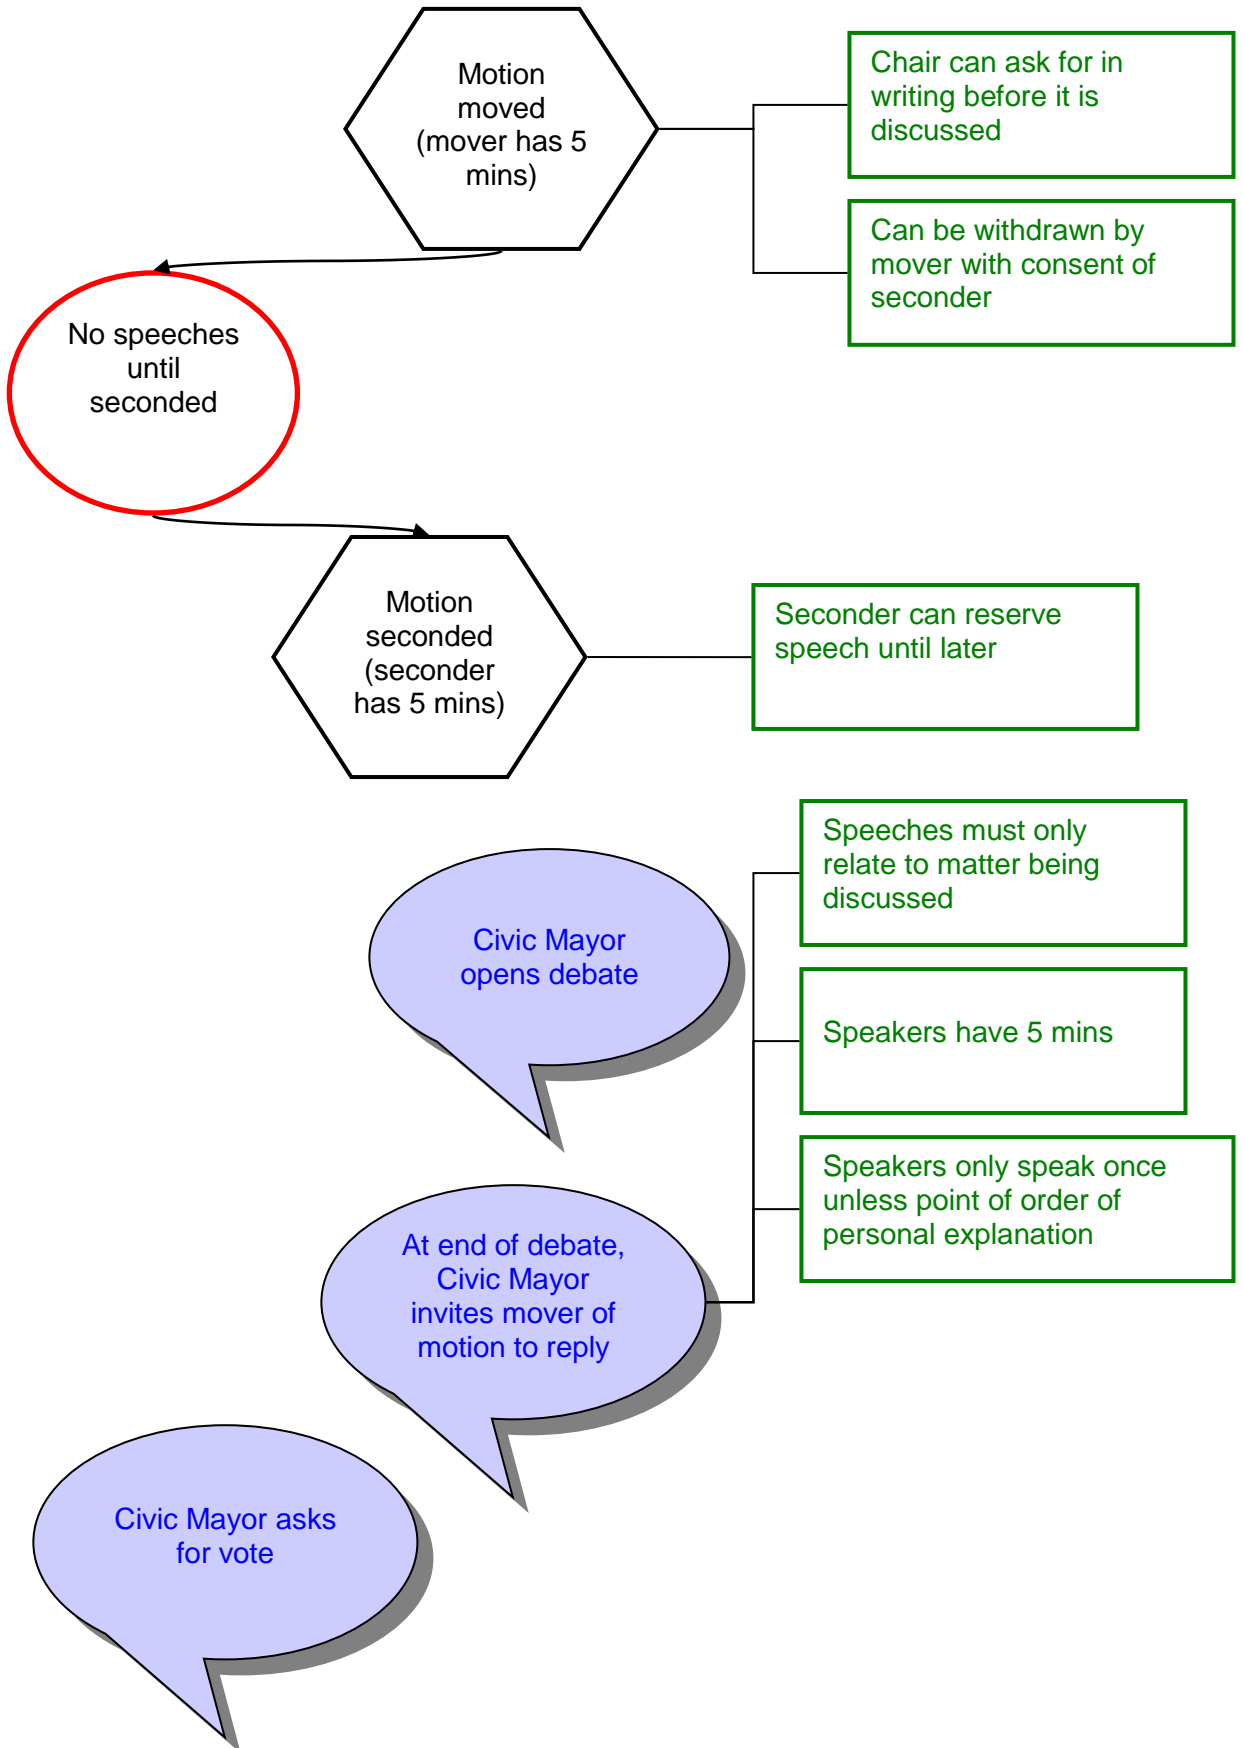 Motion
moved
(mover has 5
mins)
Chair can ask for in
writing before it is
discussed
Can be withdrawn by
mover with consent of
seconder
No speeches
until
seconded
Motion
seconded
(seconder
has 5 mins)
Seconder can reserve
speech until later
Speeches must only
relate to matter being
discussed
Civic Mayor
opens debate
Speakers have 5 mins
Speakers only speak once
unless point of order of
personal explanation
At end of debate,
Civic Mayor
invites mover of
motion to reply
Civic Mayor asks
for vote